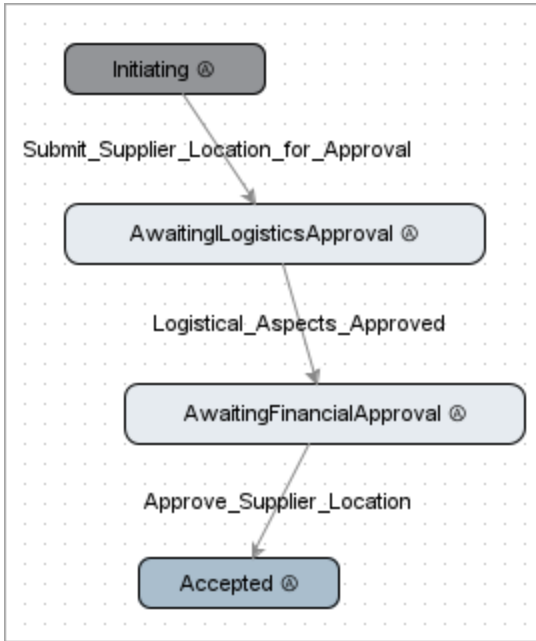 Initiating Ⓐ
Submit_Supplier_Location_for_Approval
AwaitinglLogisticsApproval Ⓐ
Logistical_Aspects_Approved
AwaitingFinancialApproval Ⓐ
Approve_Supplier_Location
Accepted Ⓐ